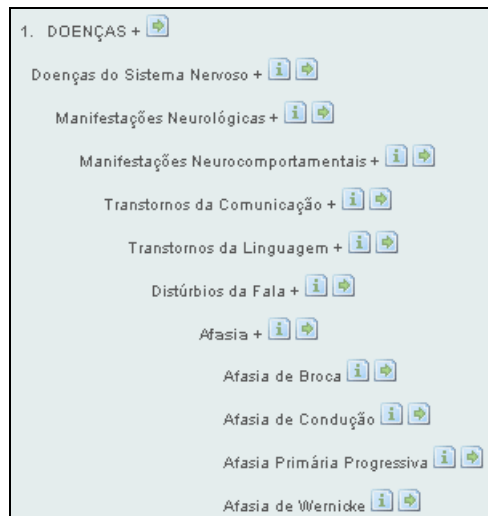 1. DOENÇAS +
Doenças do Sistema Nervoso +
Manifestações Neurológicas +
Manifestações Neurocomportamentais +
Transtornos da Comunicação +
Transtornos da Linguagem +
Distúrbios da Fala +
Afasia +
Afasia de Broca
Afasia de Condução
Afasia Primária Progressiva
Afasia de Wernicke